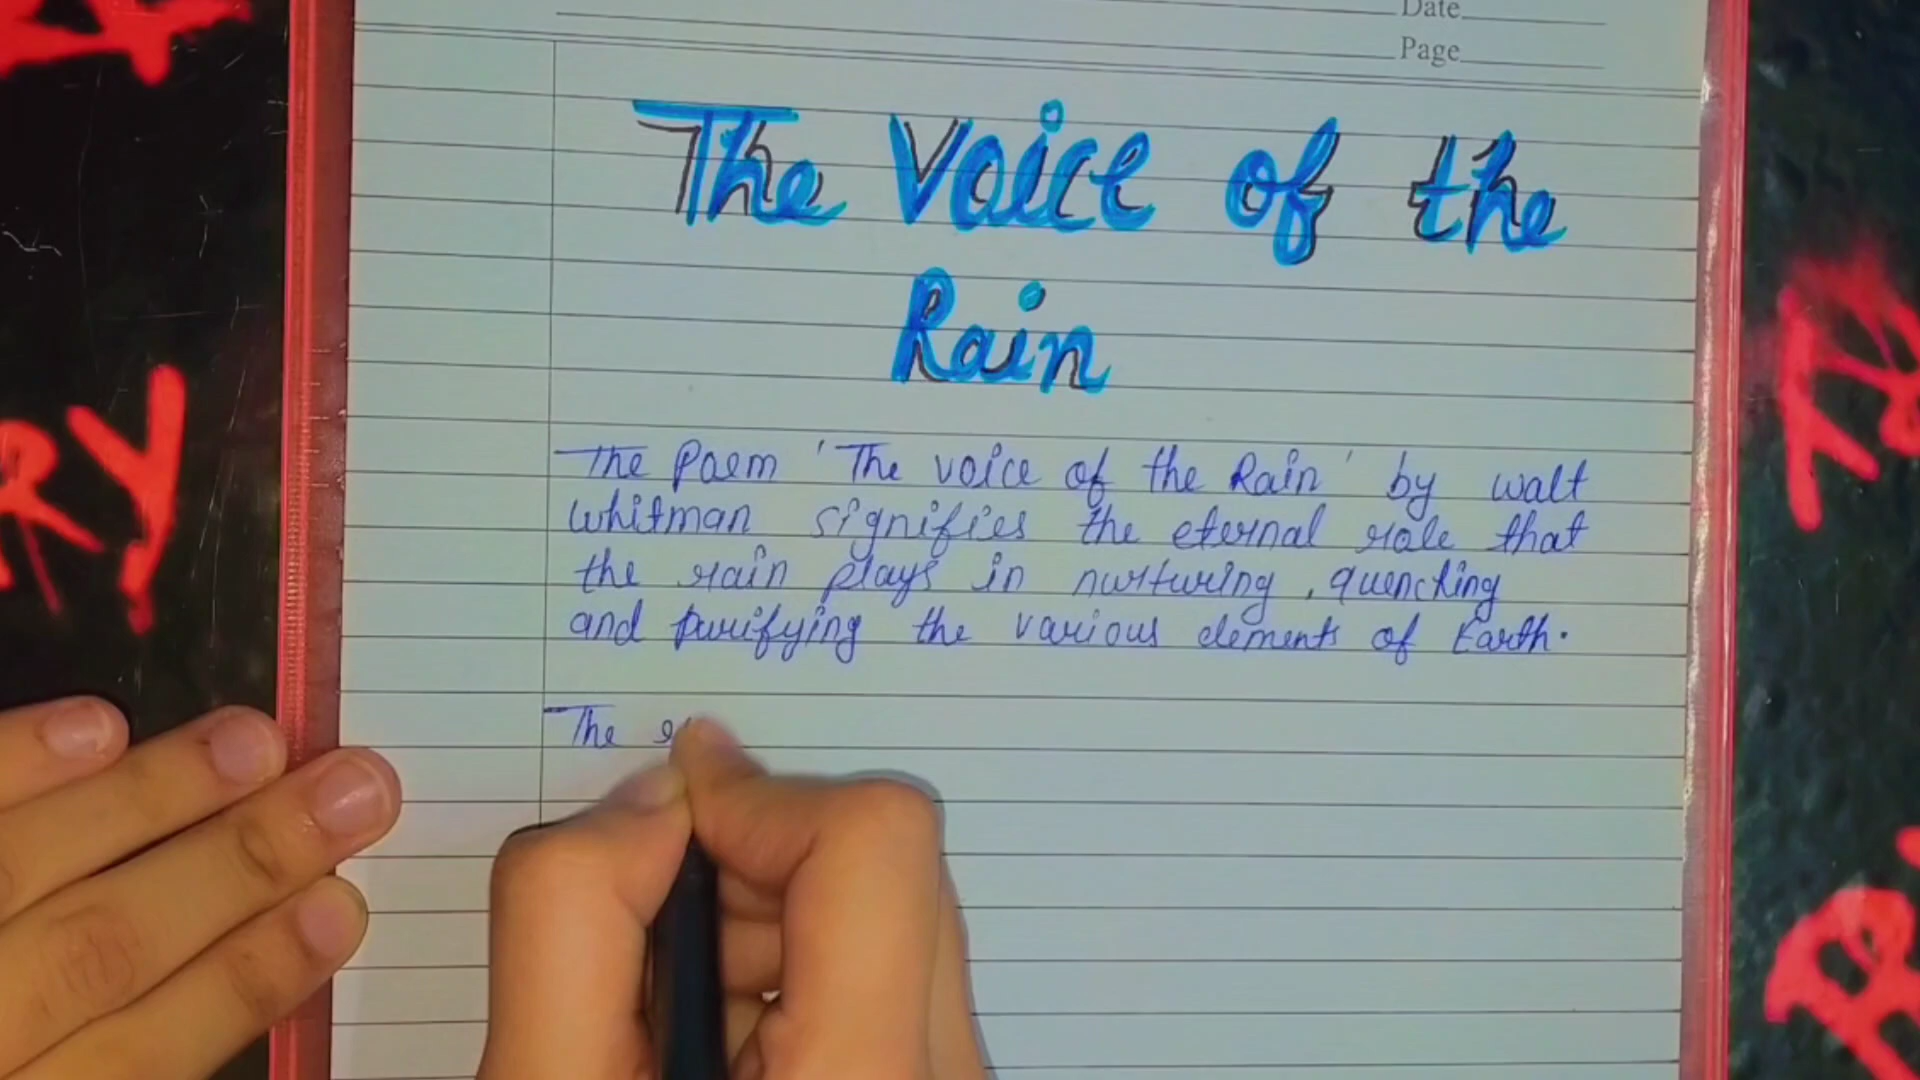 Date
Page
The Voice of the
Rain
The Poem 'The voice of the Rain' by walt
whitman signifies the eternal role that
the rain plays in nurturing, quenching
and purifying the various elements of Earth.
The
RY